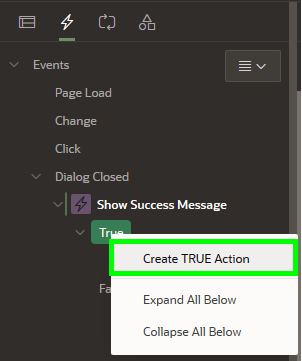 Events
Page Load
Change
Click
Dialog Closed
Show Success Message
True
Create TRUE Action
Fa
Expand All Below
Collapse All Below